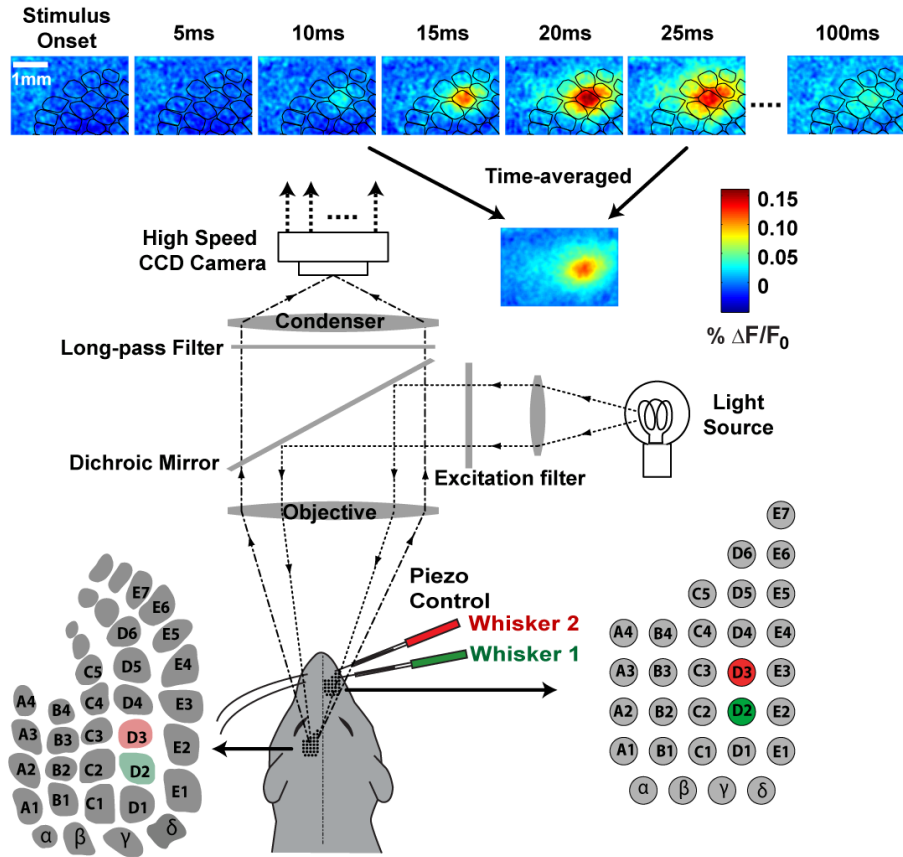 Stimulus
Onset
5ms
10ms
15ms
20ms
25ms
100ms
1mm
Time-averaged
0.15
0.10
0.05
0
% ΔF/F0
High Speed
CCD Camera
Condenser
Long-pass Filter
Dichroic Mirror
Excitation filter
Light
Source
Objective
Piezo
Control
Whisker 2
Whisker 1
E7
E6
D6
E5
C5
D5
E4
A4
B4
C4
D4
E3
A3
B3
C3
D3
E2
A2
B2
C2
D2
E1
A1
B1
C1
D1
α
β
γ
δ
E7
D6 E6
C5 D5 E5
A4 B4 C4 D4 E4
A3 B3 C3 D3 E3
A2 B2 C2 D2 E2
A1 B1 C1 D1 E1
α β γ δ